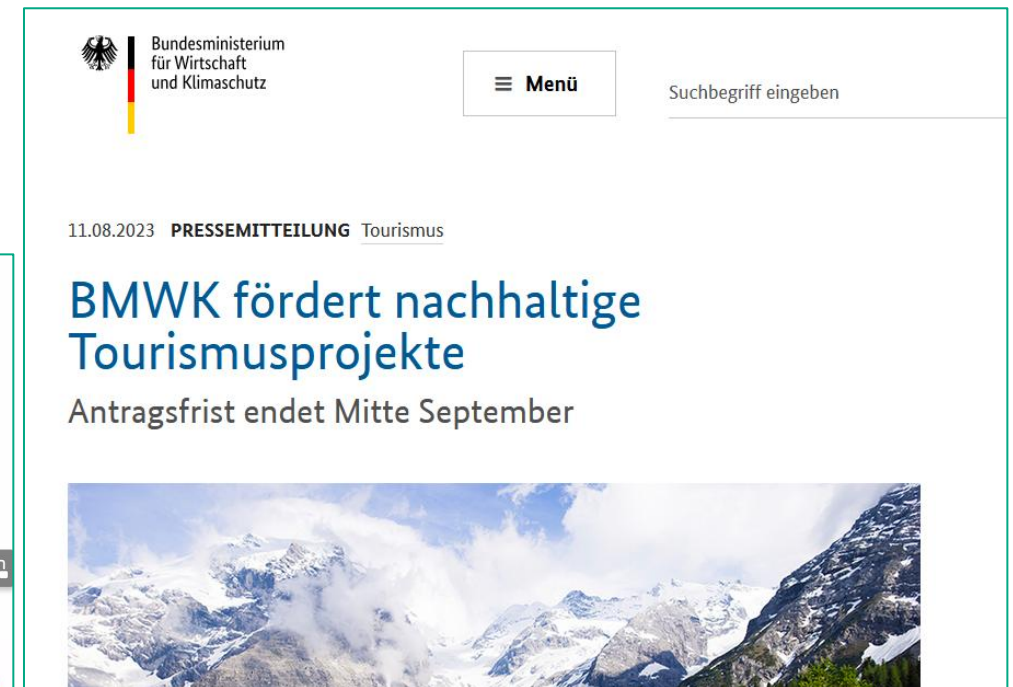 Bundesministerium
für Wirtschaft
und Klimaschutz
Menü
Suchbegriff eingeben
11.08.2023 PRESSEMITTEILUNG Tourismus
BMWK fördert nachhaltige
Tourismusprojekte
Antragsfrist endet Mitte September